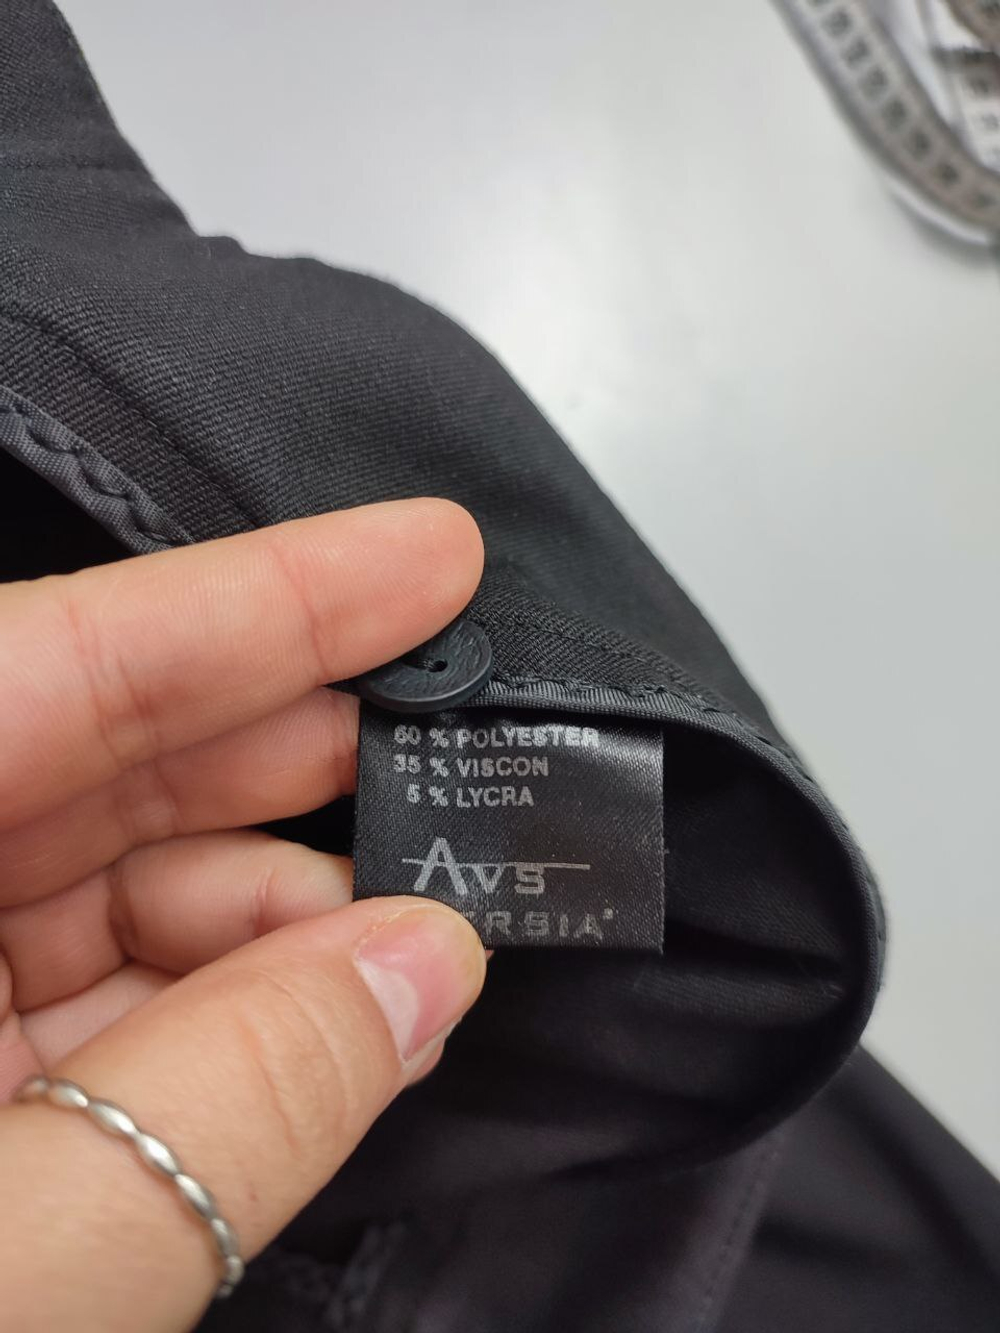 60 % POLYESTER
35 % VISCON
5 % LYCRA
AVS